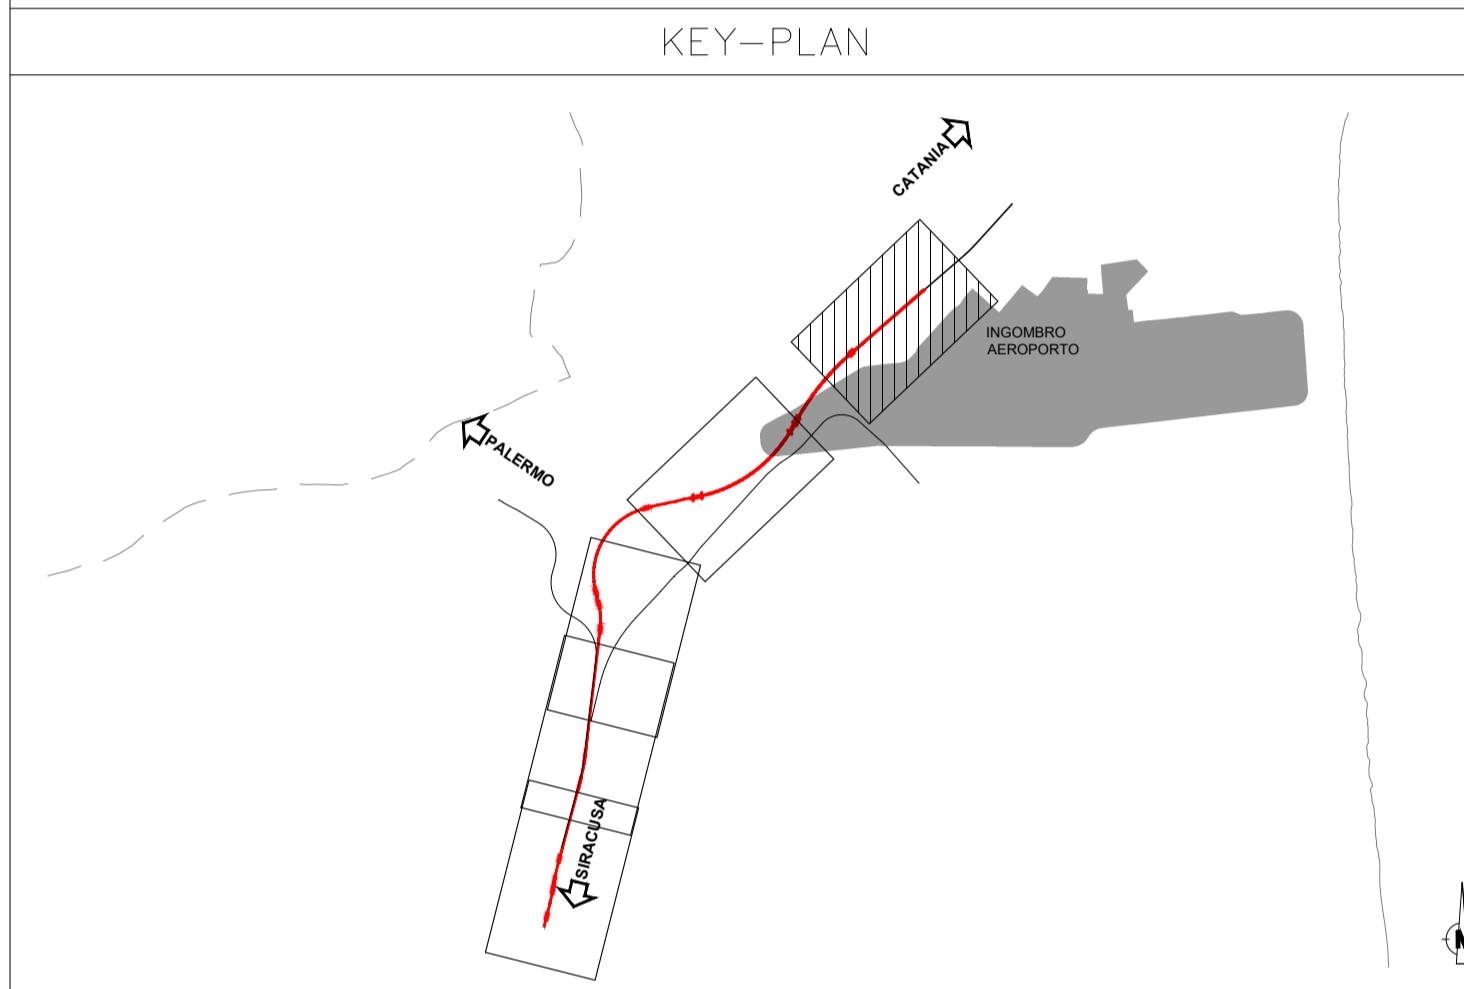 KEY-PLAN
CATANIA
INGOMBRO
AEROPORTO
PALERMO
SIRACUSA
N